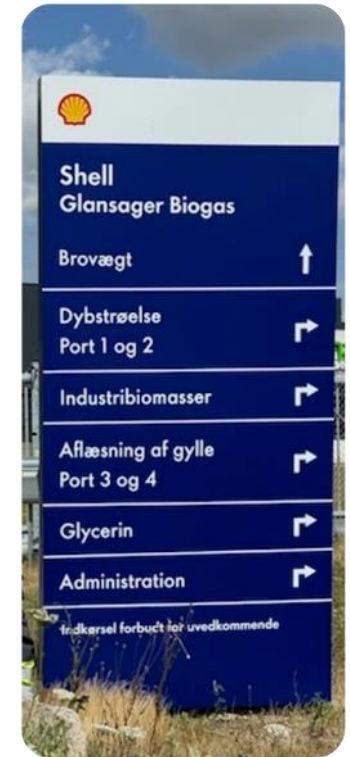 Shell
Glansager Biogas
Brovægt
Dybstrøelse
Port 1 og 2
Industribiomasser
Aflæsning af gylle
Port 3 og 4
Glycerin
Administration
Indkørsel forbudt for uvedkommende